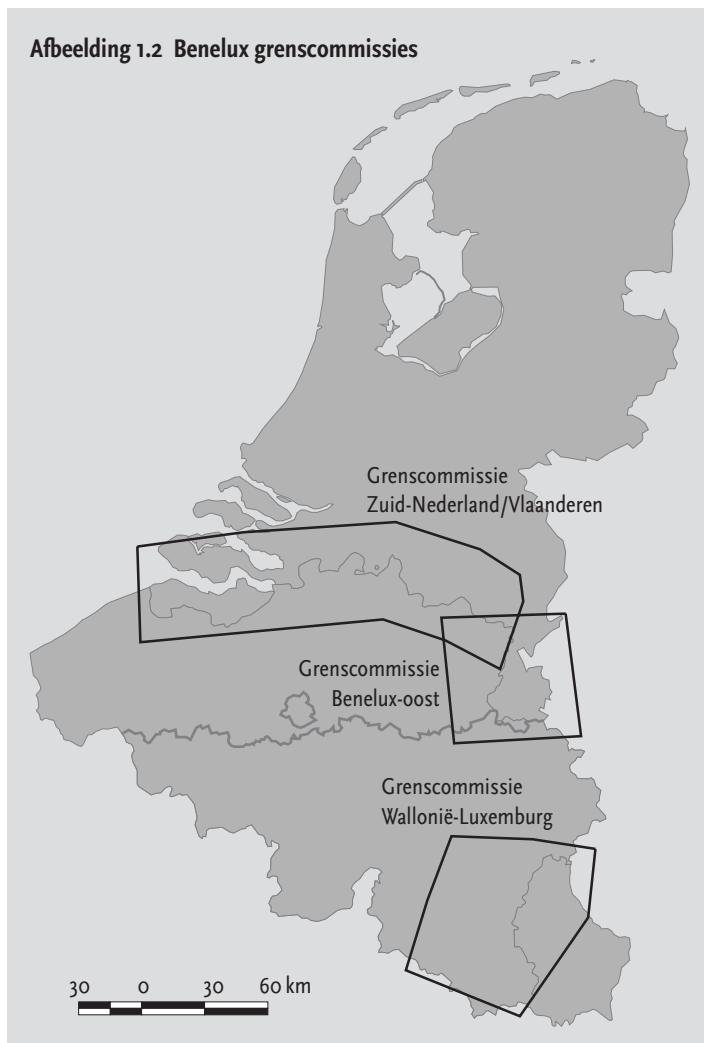 Afbeelding 1.2 Benelux grenscommissies
Grenscommissie
Zuid-Nederland/Vlaanderen
Grenscommissie
Benelux-oost
Grenscommissie
Wallonië-Luxemburg
30 0 30 60 km